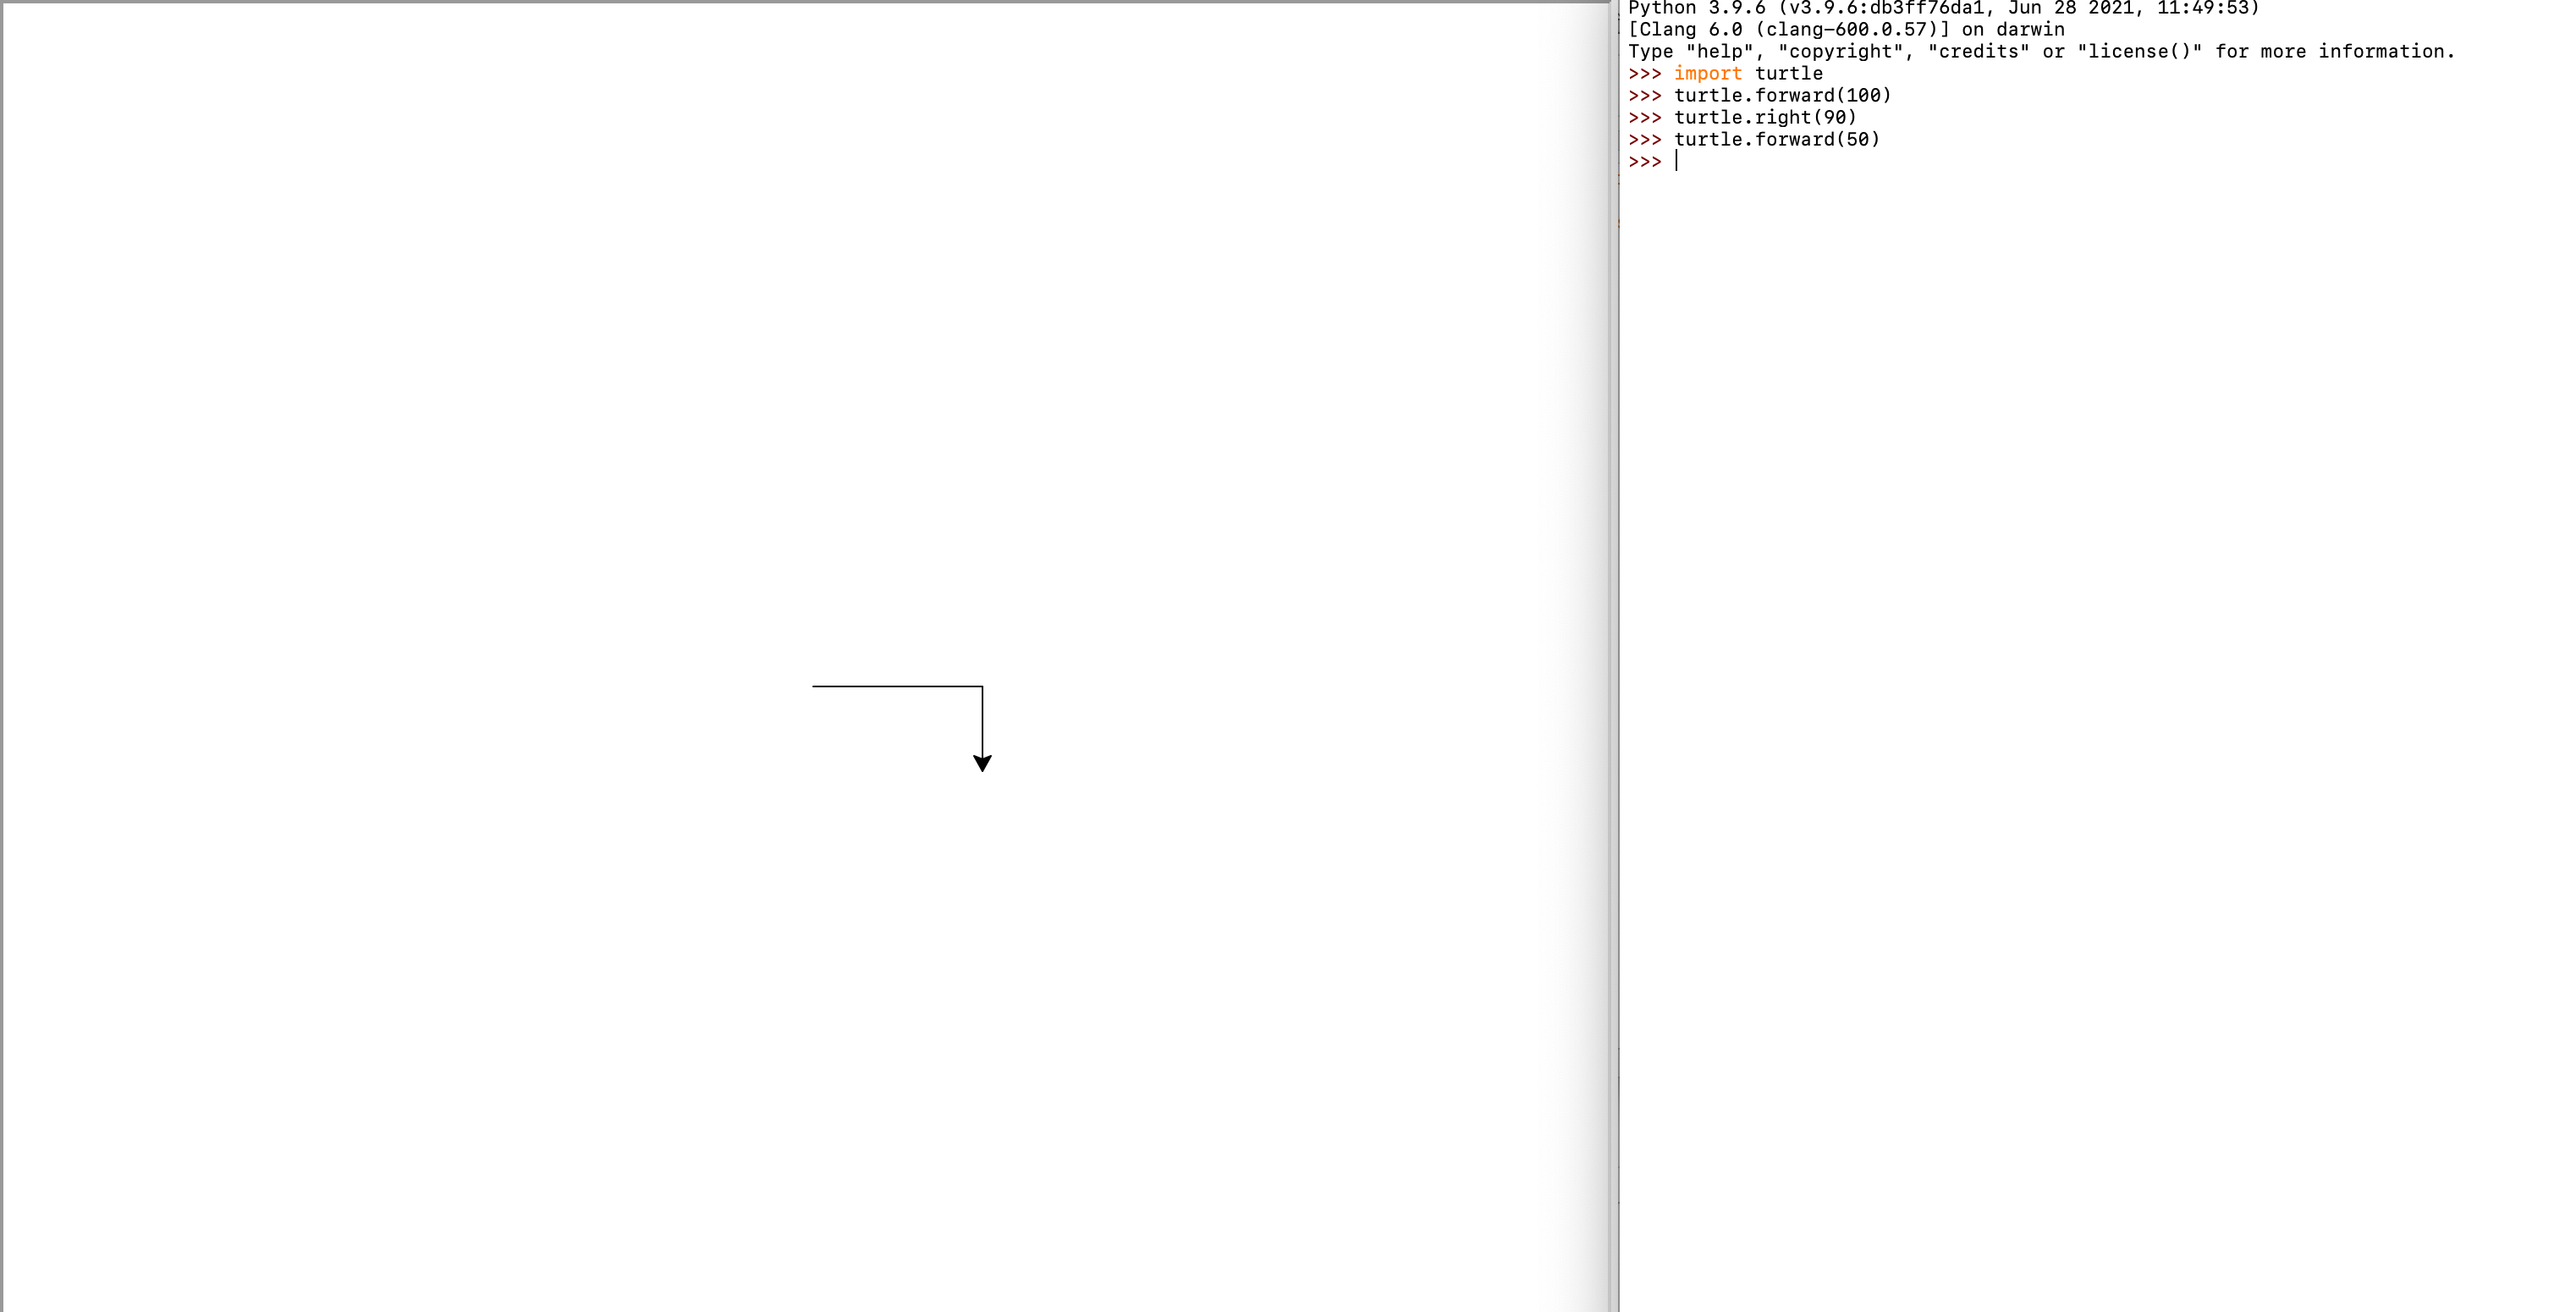 Python 3.9.6 (v3.9.6:db3ff76da1, Jun 28 2021, 11:49:53)
[Clang 6.0 (clang-600.0.57)] on darwin
Type "help", "copyright", "credits" or "license()" for more information.
>>> import turtle
>>> turtle.forward(100)
>>> turtle.right(90)
>>> turtle.forward(50)
>>>